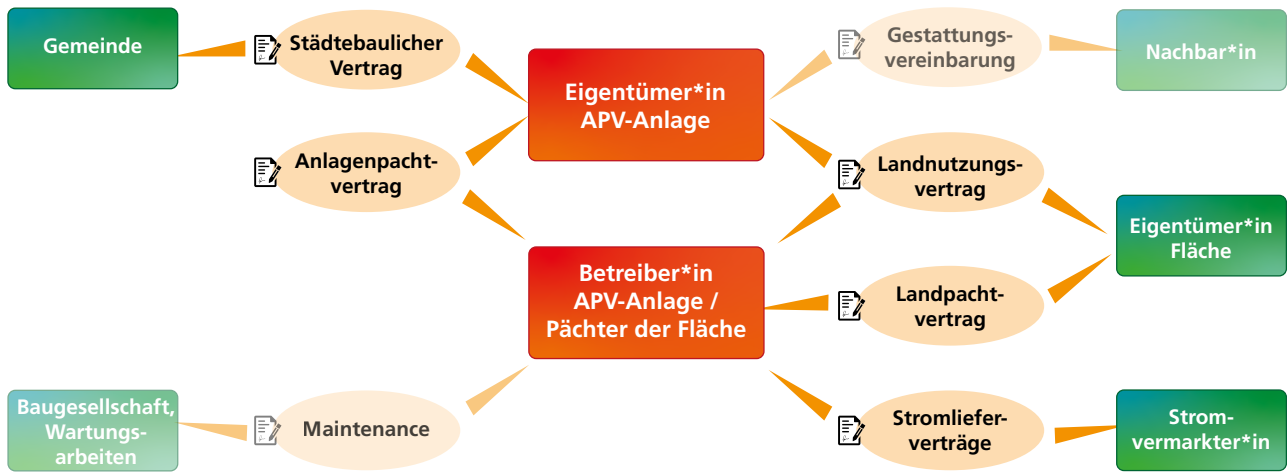 Gemeinde
Städtebaulicher
Vertrag
Eigentümer*in
APV-Anlage
Gestattungs-
vereinbarung
Nachbar*in
Anlagenpacht-
vertrag
Landnutzungs-
vertrag
Eigentümer*in
Fläche
Betreiber*in
APV-Anlage /
Pächter der Fläche
Landpacht-
vertrag
Baugesellschaft,
Wartungs-
arbeiten
Maintenance
Stromliefer-
verträge
Strom-
vermarkter*in